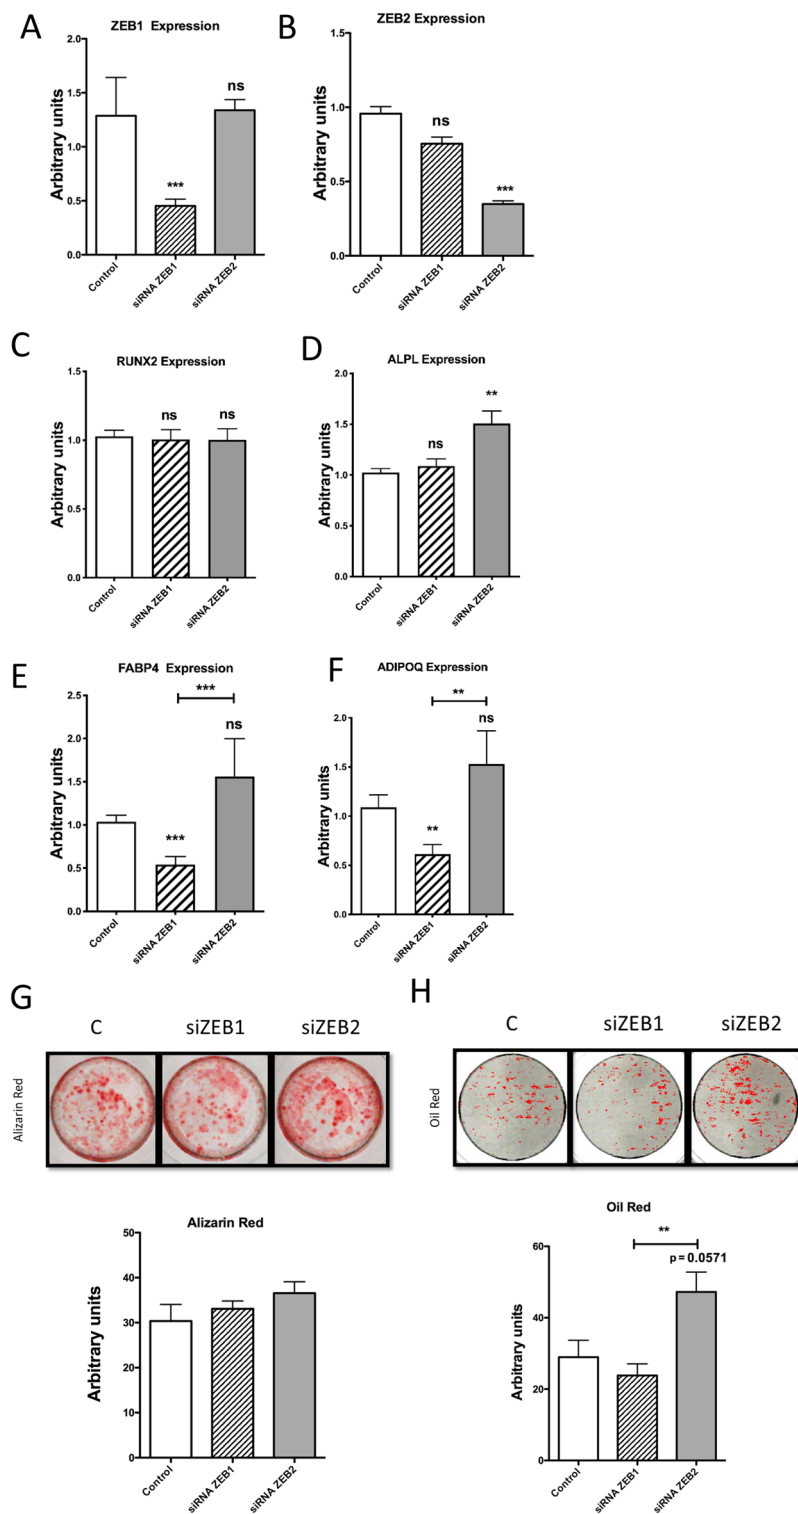 A
ZEB1 Expression
Arbitrary units
2.0
1.5
1.0
0.5
0.0
***
ns
Control
siRNA ZEB1
siRNA ZEB2
B
ZEB2 Expression
Arbitrary units
1.5
1.0
0.5
0.0
ns
***
Control
siRNA ZEB1
siRNA ZEB2
C
RUNX2 Expression
Arbitrary units
1.5
1.0
0.5
0.0
ns
ns
Control
siRNA ZEB1
siRNA ZEB2
D
ALPL Expression
Arbitrary units
2.0
1.5
1.0
0.5
0.0
ns
**
Control
siRNA ZEB1
siRNA ZEB2
E
FABP4 Expression
Arbitrary units
2.5
2.0
1.5
1.0
0.5
0.0
***
***
ns
Control
siRNA ZEB1
siRNA ZEB2
F
ADIPOQ Expression
Arbitrary units
2.0
1.5
1.0
0.5
0.0
**
**
ns
Control
siRNA ZEB1
siRNA ZEB2
G
C siZEB1 siZEB2
Alizarin Red
Alizarin Red
Arbitrary units
50
40
30
20
10
0
Control
siRNA ZEB1
siRNA ZEB2
H
C siZEB1 siZEB2
Oil Red
Oil Red
Arbitrary units
60
40
20
0
**
p = 0.0571
Control
siRNA ZEB1
siRNA ZEB2